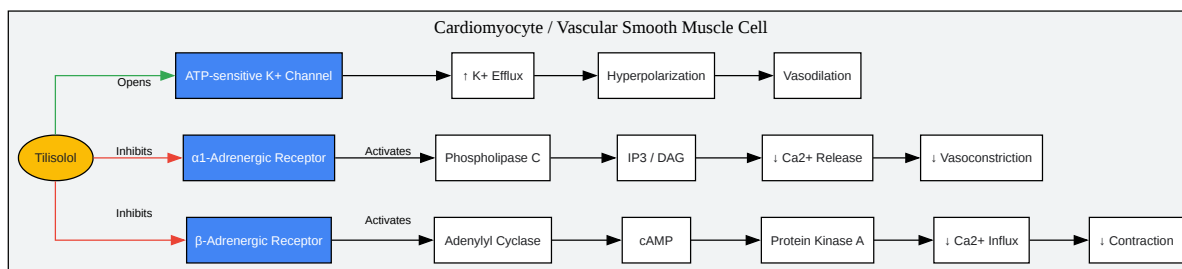 Cardiomyocyte / Vascular Smooth Muscle Cell
Opens
ATP-sensitive K+ Channel
↑ K+ Efflux
Hyperpolarization
Vasodilation
Tilisolol
Inhibits
α1-Adrenergic Receptor
Activates
Phospholipase C
IP3 / DAG
↓ Ca2+ Release
↓ Vasoconstriction
Inhibits
β-Adrenergic Receptor
Activates
Adenylyl Cyclase
cAMP
Protein Kinase A
↓ Ca2+ Influx
↓ Contraction